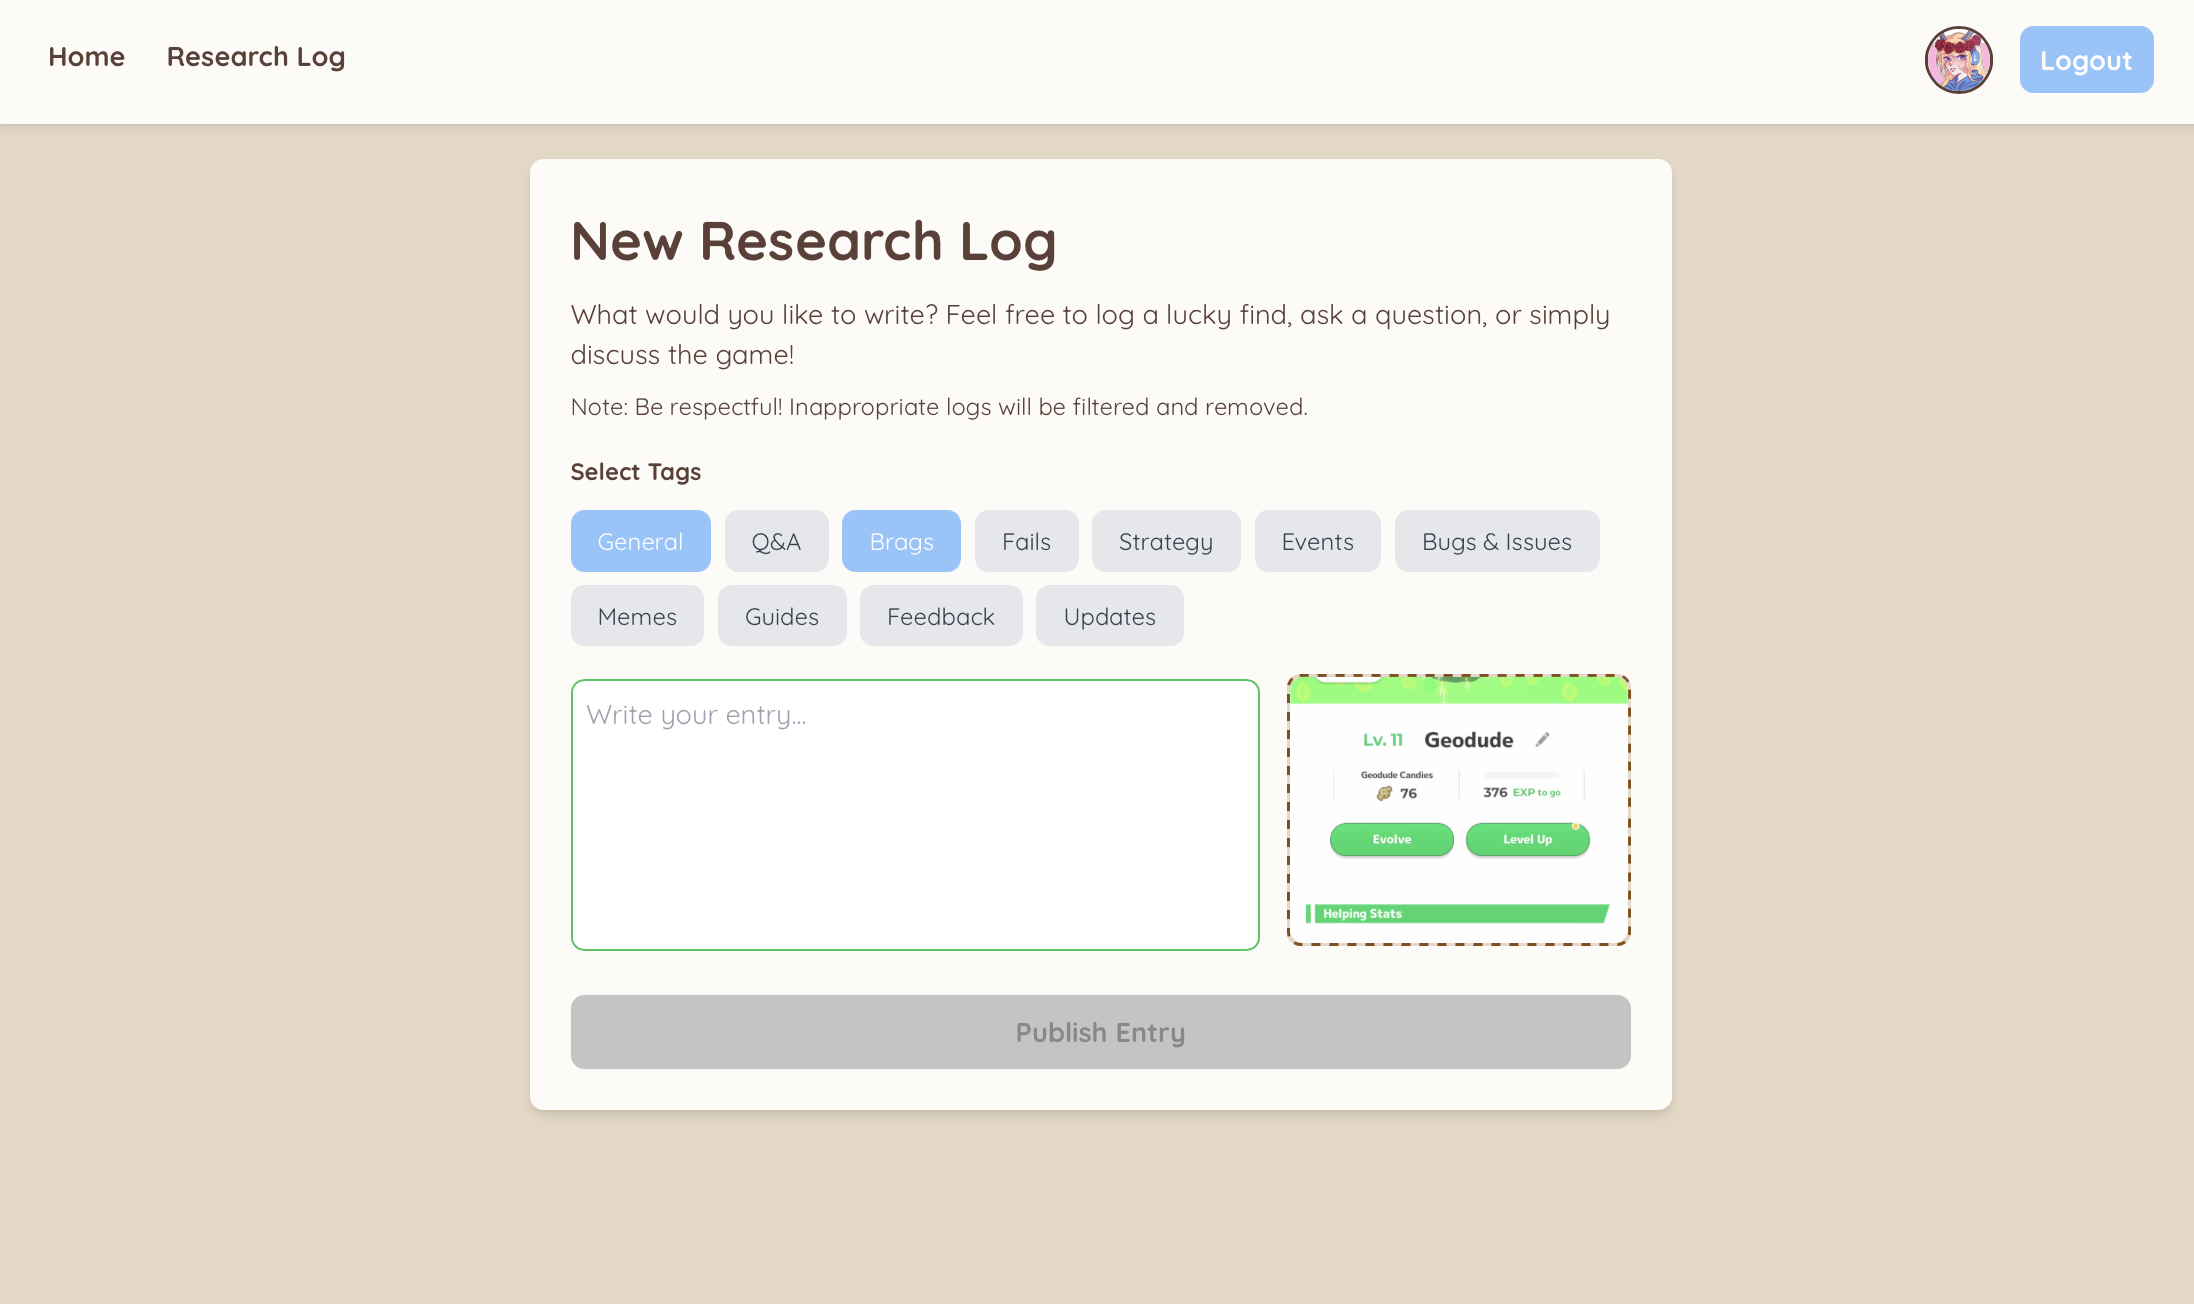 Home Research Log Logout
New Research Log
What would you like to write? Feel free to log a lucky find, ask a question, or simply
discuss the game!
Note: Be respectful! Inappropriate logs will be filtered and removed.
Select Tags
General Q&A Brags Fails Strategy Events Bugs & Issues
Memes Guides Feedback Updates
Write your entry...
Lv. 11 Geodude
Geodude Candies
76 376 EXP to go
Evolve Level Up
Helping Stats
Publish Entry